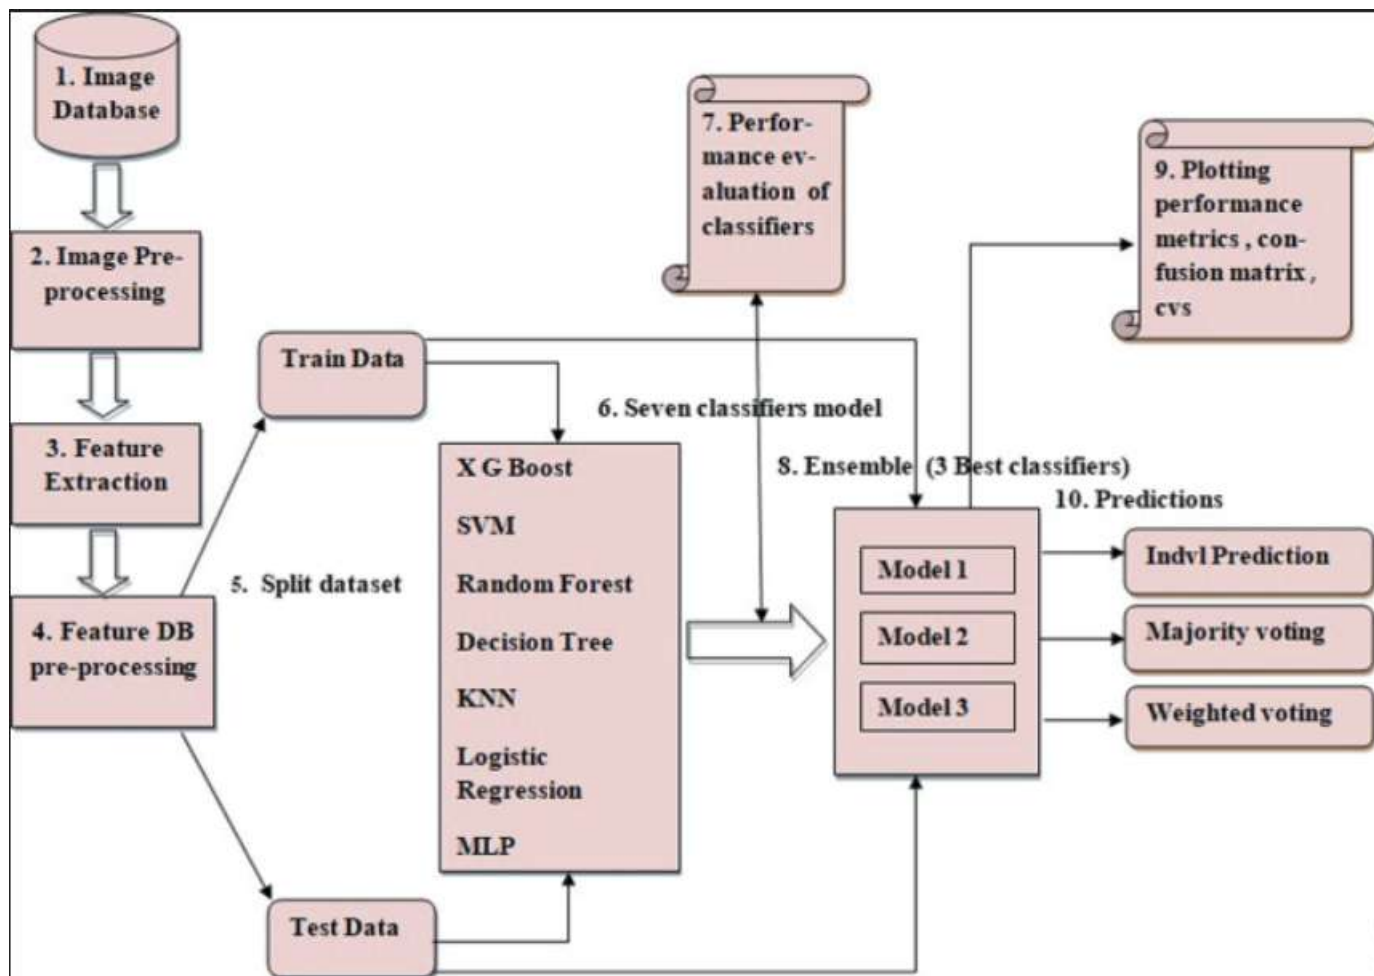 1. Image
Database
2. Image Pre-
processing
3. Feature
Extraction
4. Feature DB
pre-processing
5. Split dataset
Train Data
Test Data
6. Seven classifiers model
X G Boost
SVM
Random Forest
Decision Tree
KNN
Logistic
Regression
MLP
7. Perfor-
mance ev-
aluation of
classifiers
8. Ensemble (3 Best classifiers)
Model 1
Model 2
Model 3
9. Plotting
performance
metrics , con-
fusion matrix ,
cvs
10. Predictions
Indvl Prediction
Majority voting
Weighted voting